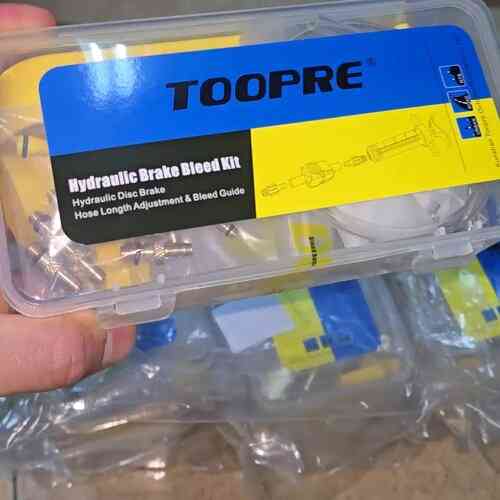 TOOPRE®
Hydraulic Brake Bleed Kit
Hydraulic Disc Brake
Hose Length Adjustment & Bleed Guide